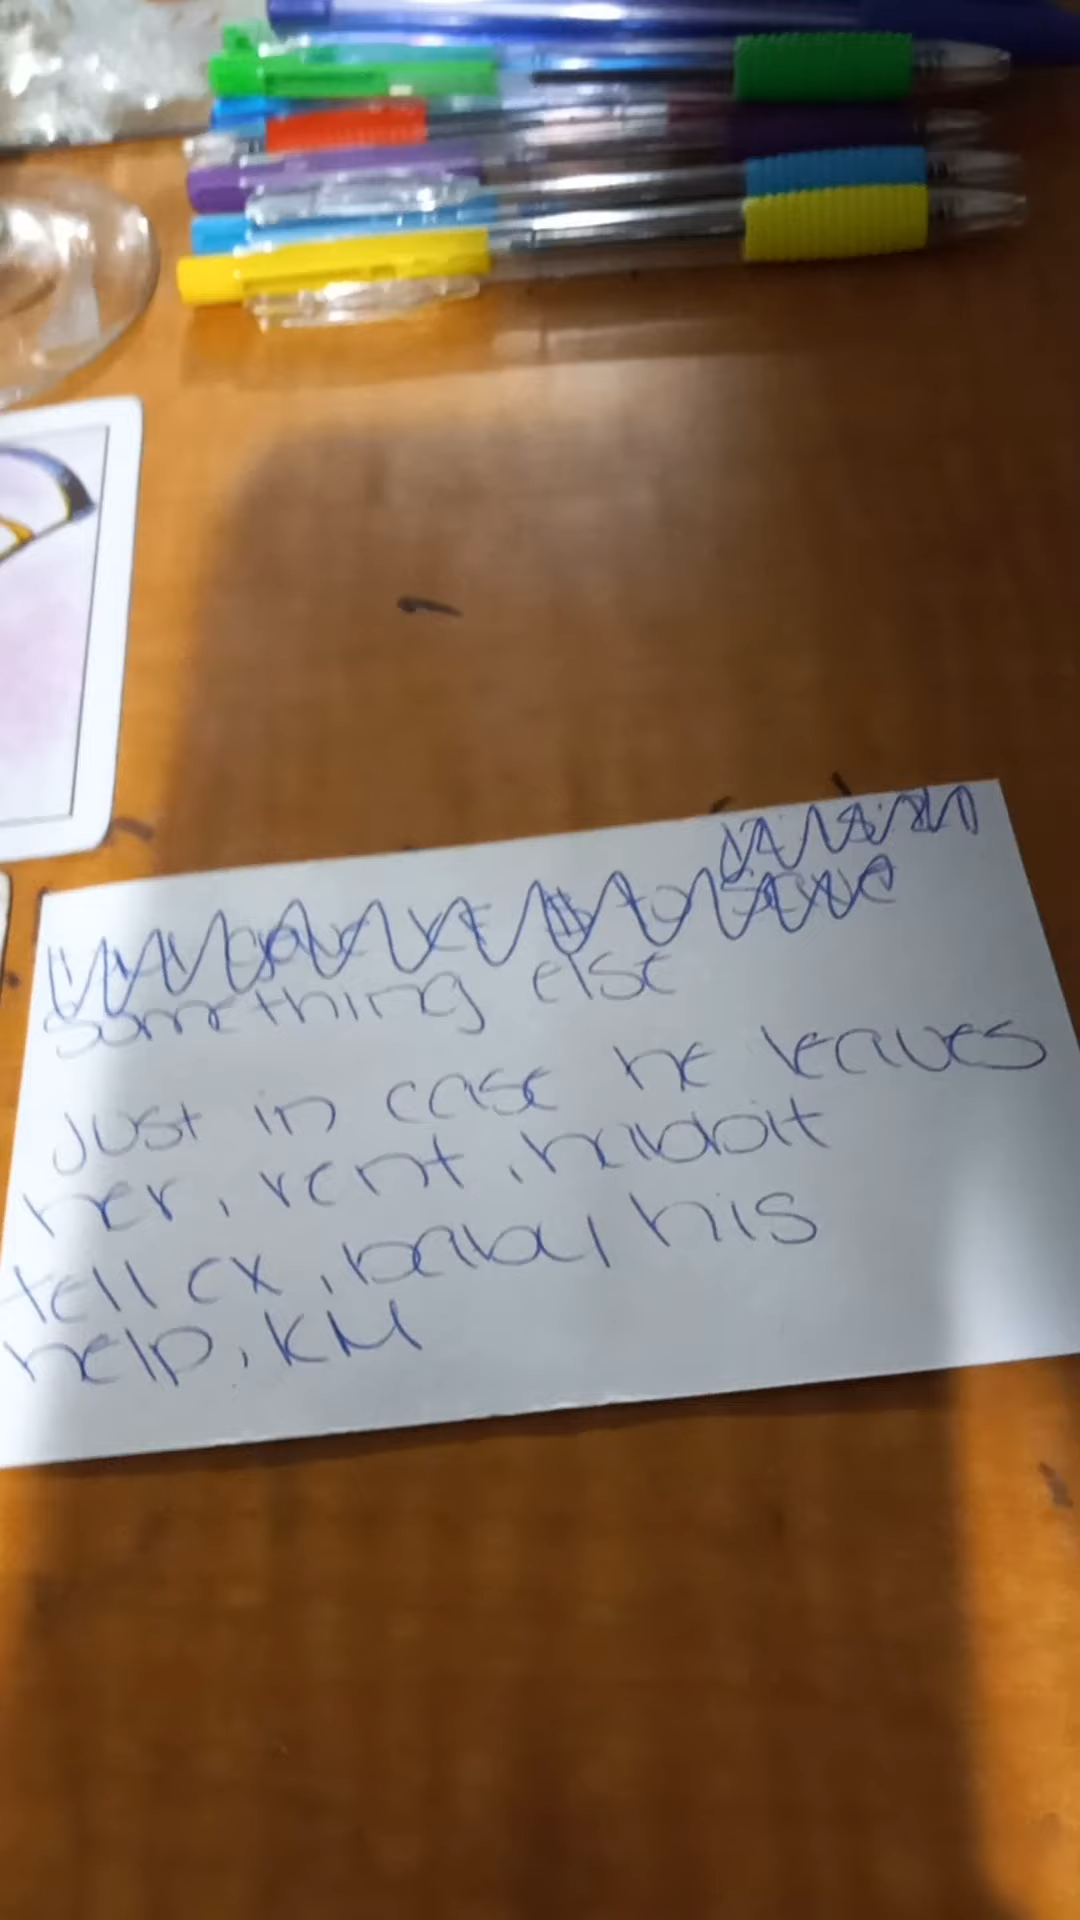 something else
Just in case he leaves
her, rent, habbit
tell ex, baby his
help, KM